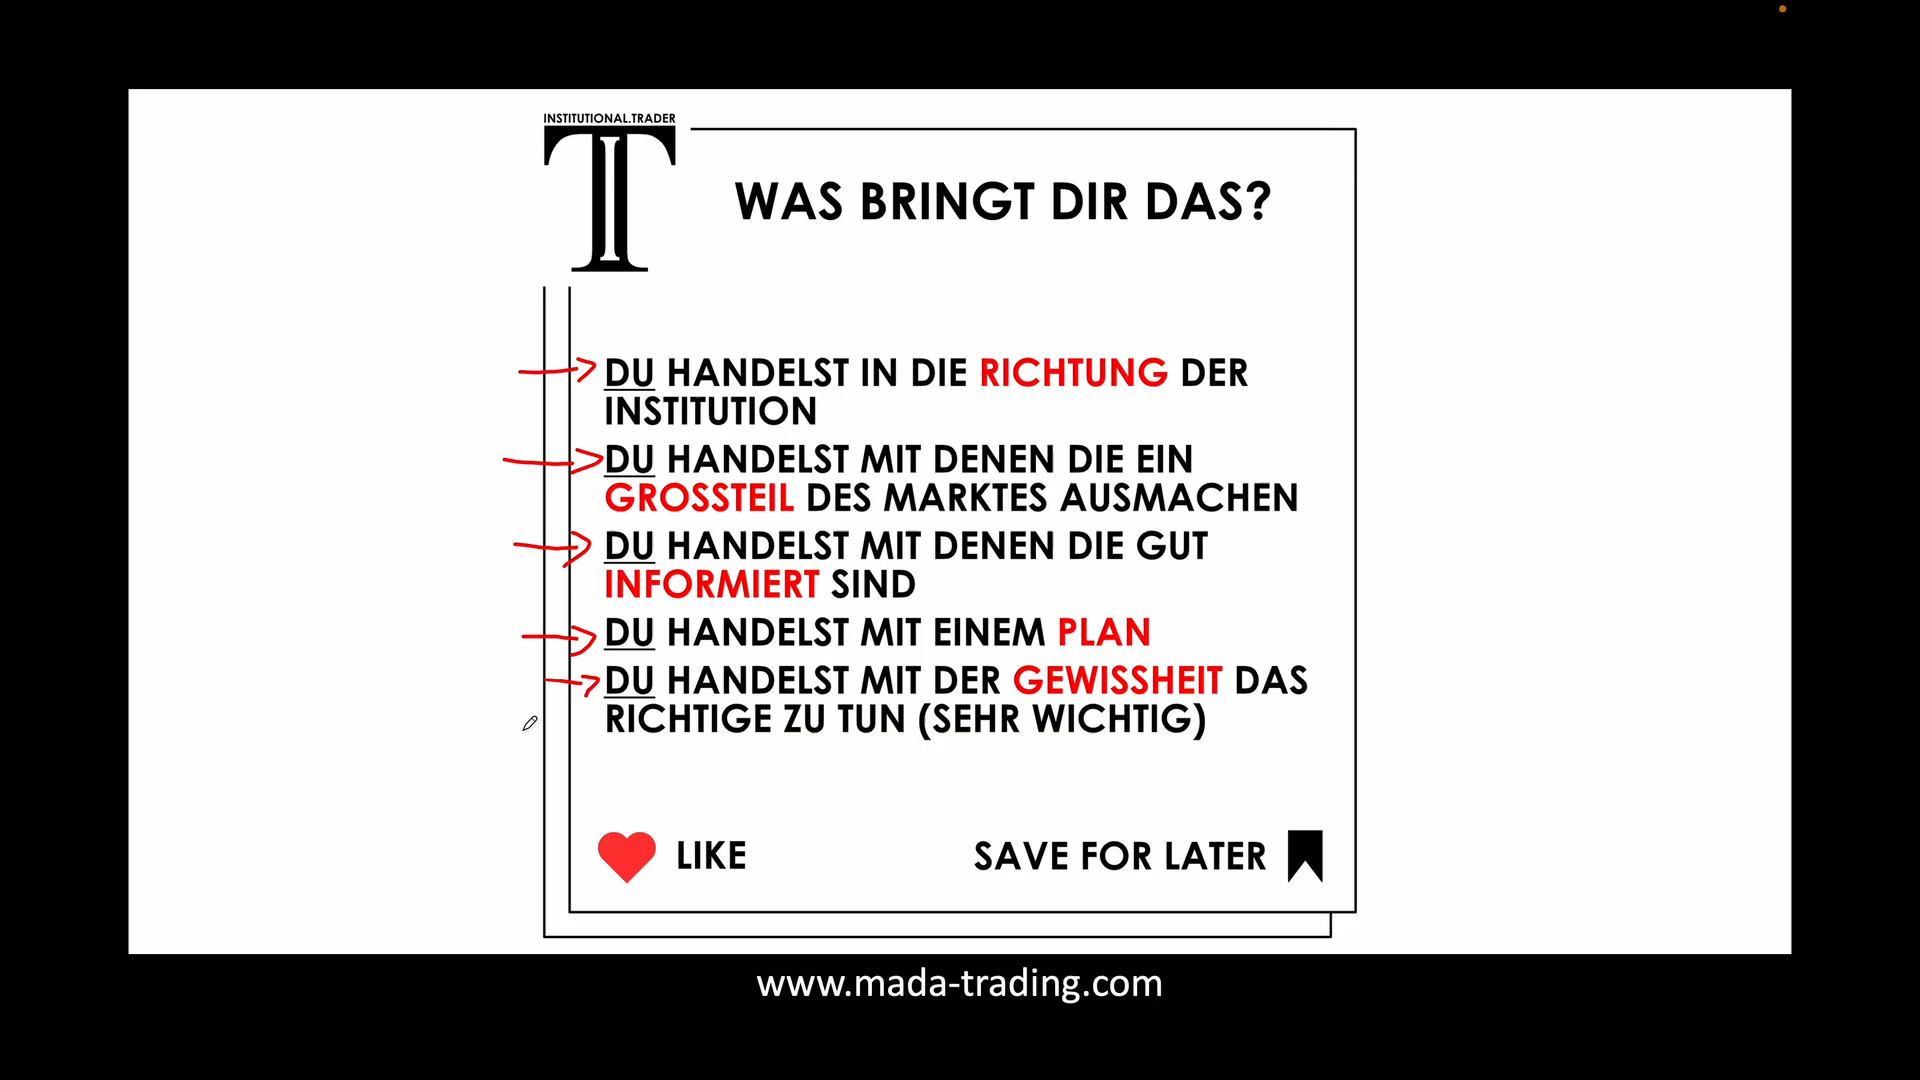 INSTITUTIONAL.TRADER
WAS BRINGT DIR DAS?
DU HANDELST IN DIE RICHTUNG DER
INSTITUTION
DU HANDELST MIT DENEN DIE EIN
GROSSTEIL DES MARKTES AUSMACHEN
DU HANDELST MIT DENEN DIE GUT
INFORMIERT SIND
DU HANDELST MIT EINEM PLAN
DU HANDELST MIT DER GEWISSHEIT DAS
RICHTIGE ZU TUN (SEHR WICHTIG)
LIKE
SAVE FOR LATER
www.mada-trading.com